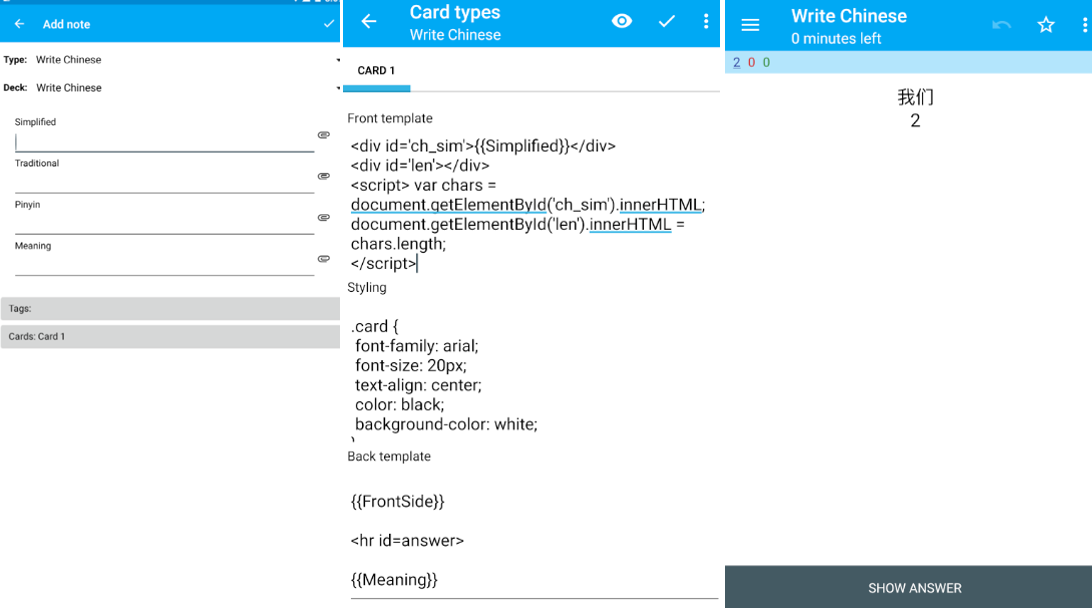 Add note
Type: Write Chinese
Deck: Write Chinese
Simplified
Traditional
Pinyin
Meaning
Tags:
Cards: Card 1
Card types
Write Chinese
CARD 1
Front template
<div id='ch_sim'>{{Simplified}}</div>
<div id='len'></div>
<script> var chars =
document.getElementById('ch_sim').innerHTML;
document.getElementById('len').innerHTML =
chars.length;
</script>
Styling
.card {
font-family: arial;
font-size: 20px;
text-align: center;
color: black;
background-color: white;
Back template
{{FrontSide}}
<hr id=answer>
{{Meaning}}
Write Chinese
0 minutes left
2 0 0
我们
2
SHOW ANSWER